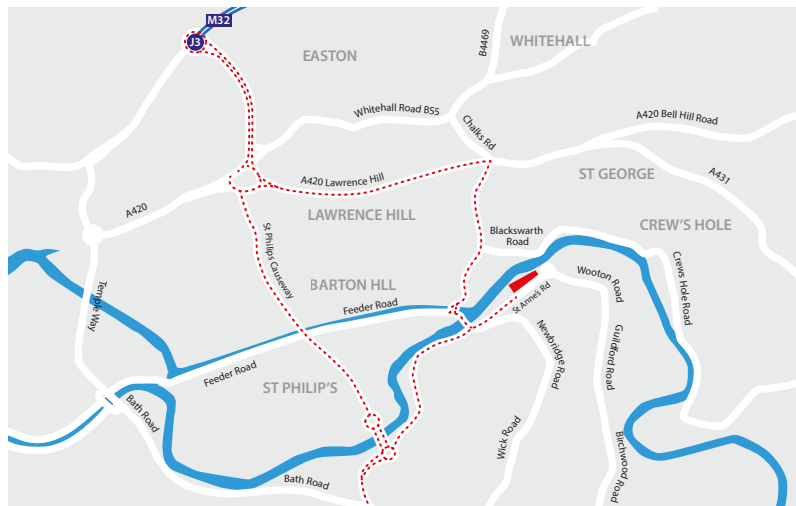 M32
J3
EASTON
B4469
WHITEHALL
Whitehall Road BS5
Chalks Rd
A420 Bell Hill Road
A420 Lawrence Hill
ST GEORGE
A431
A420
LAWRENCE HILL
CREW'S HOLE
St Philips Causeway
Blackswarth
Road
Crews Hole Road
BARTON HLL
Wooton Road
Temple Way
Feeder Road
St Anne's Rd
Newbridge
Road
Guildford Road
Feeder Road
ST PHILIP'S
Bath Road
Wick Road
Birchwood Road
Bath Road